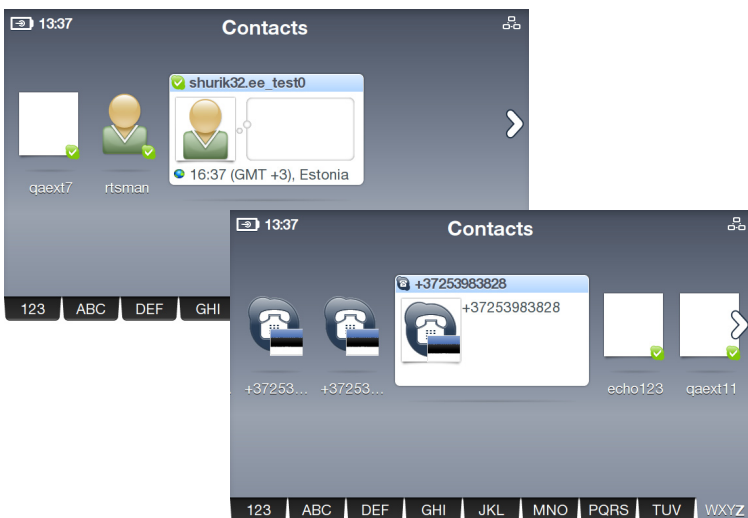 13:37
Contacts
shurik32.ee_test0
16:37 (GMT +3), Estonia
qaext7
rtsman
123 ABC DEF GHI
13:37
Contacts
+37253983828
+37253983828
+37253...
+37253...
echo123
qaext11
123 ABC DEF GHI JKL MNO PQRS TUV WXYZ